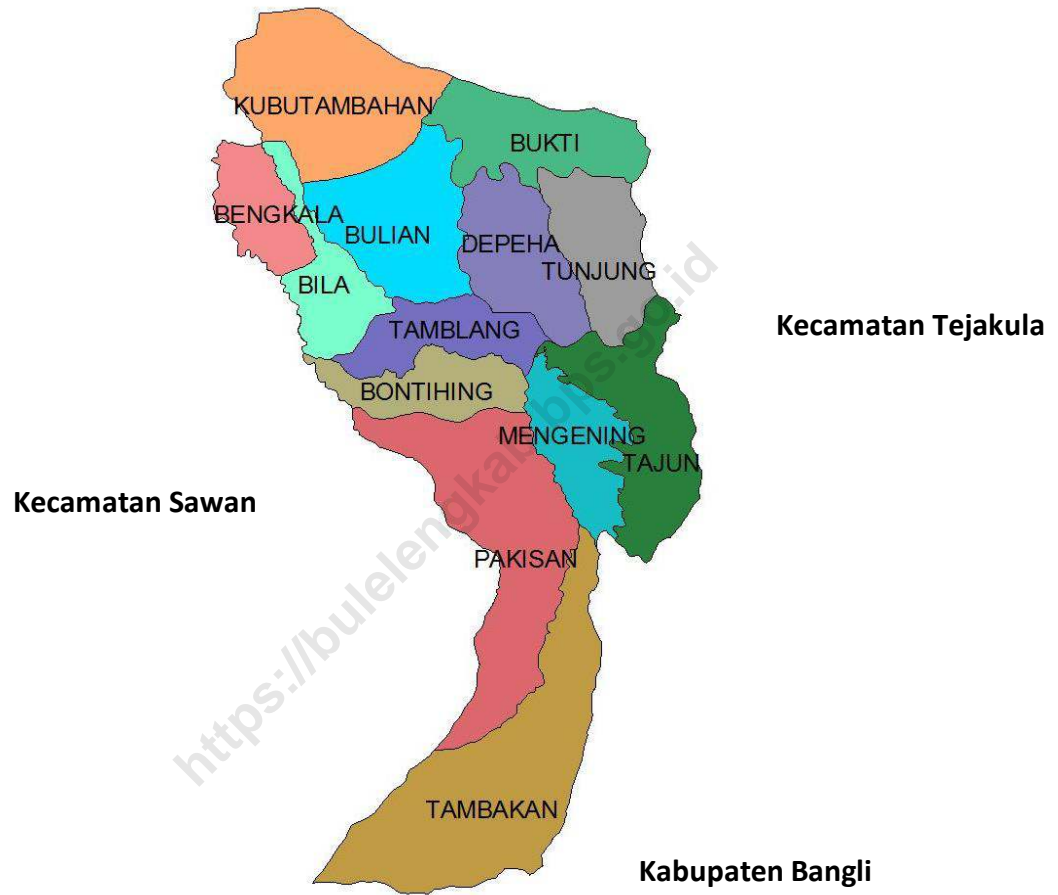 KUBUTAMBAHAN
BUKTI
BENGKALA
BULIAN
DEPEHA
TUNJUNG
BILA
TAMBLANG
Kecamatan Tejakula
BONTIHING
MENGENING
TAJUN
Kecamatan Sawan
PAKISAN
TAMBAKAN
Kabupaten Bangli
https://bulelengkab.bps.go.id